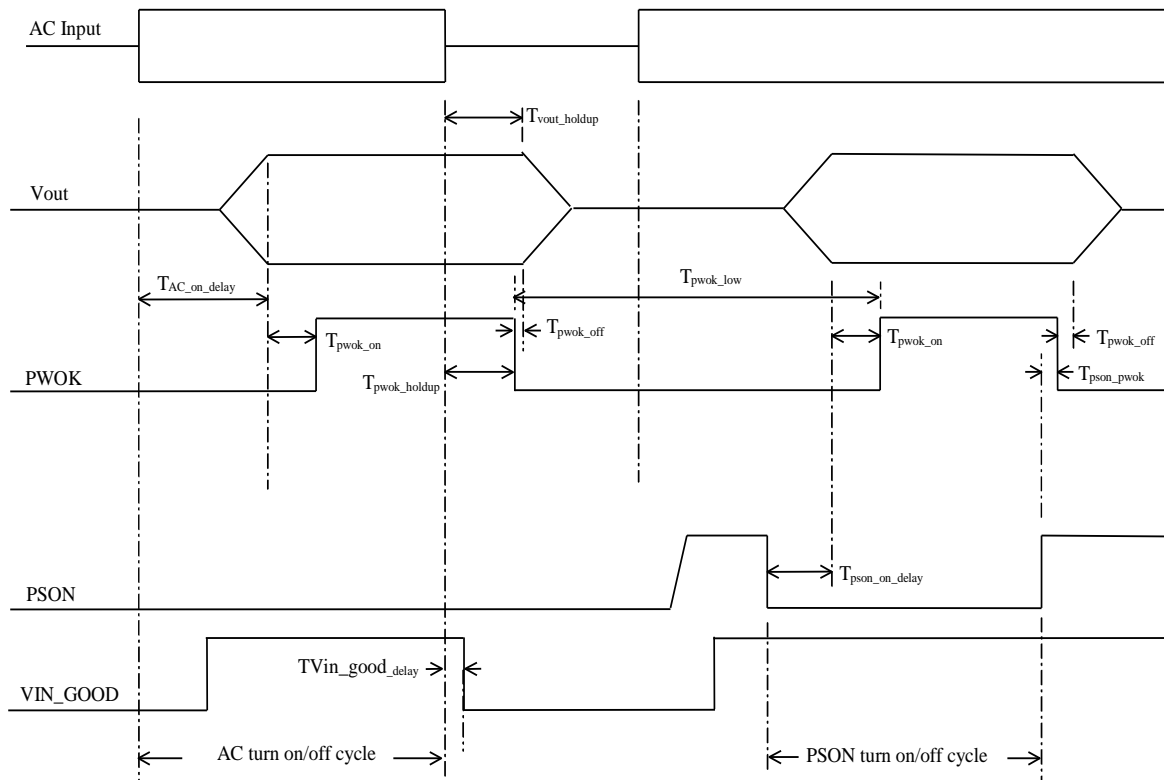 AC Input
Tvout_holdup
Vout
TAC_on_delay
Tpwok_low
Tpwok_on
Tpwok_off
Tpwok_on
Tpwok_off
PWOK
Tpwok_holdup
Tpson_pwok
PSON
Tpson_on_delay
TVin_good_delay
VIN_GOOD
AC turn on/off cycle
PSON turn on/off cycle